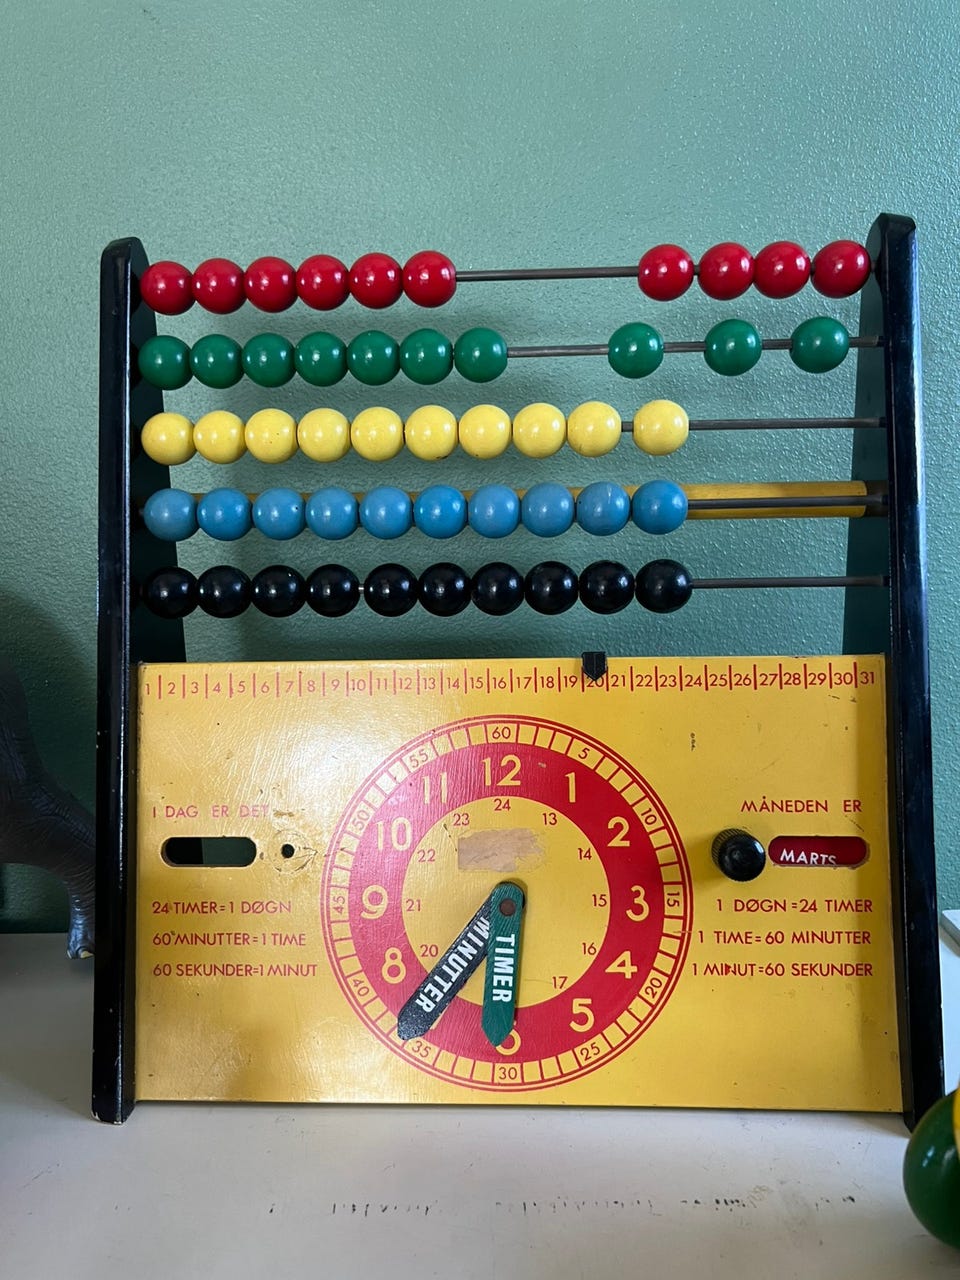 1 2 3 4 5 6 7 8 9 10 11 12 13 14 15 16 17 18 19 20 21 22 23 24 25 26 27 28 29 30 31
60
55 5
12
11 1
24
23 13
50 10
10 2
22 14
I DAG ER DET
MÅNEDEN ER
MARTS
45 9 21 15 3 15
24 TIMER=1 DØGN
60 MINUTTER=1 TIME
60 SEKUNDER=1 MINUT
1 DØGN=24 TIMER
1 TIME=60 MINUTTER
1 MINUT=60 SEKUNDER
MINUTTER
TIMER
20 16
8 4
40 20
17
5
6
35 25
30